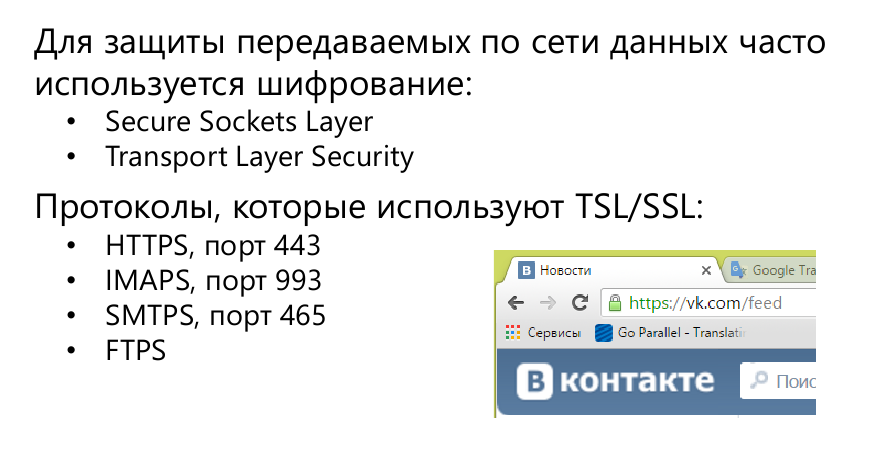 Для защиты передаваемых по сети данных часто
используется шифрование:
• Secure Sockets Layer
• Transport Layer Security
Протоколы, которые используют TSL/SSL:
• HTTPS, порт 443
• IMAPS, порт 993
• SMTPS, порт 465
• FTPS
В Новости
Google Tra
https://vk.com/feed
Сервисы Go Parallel - Translatin
В контакте Поис